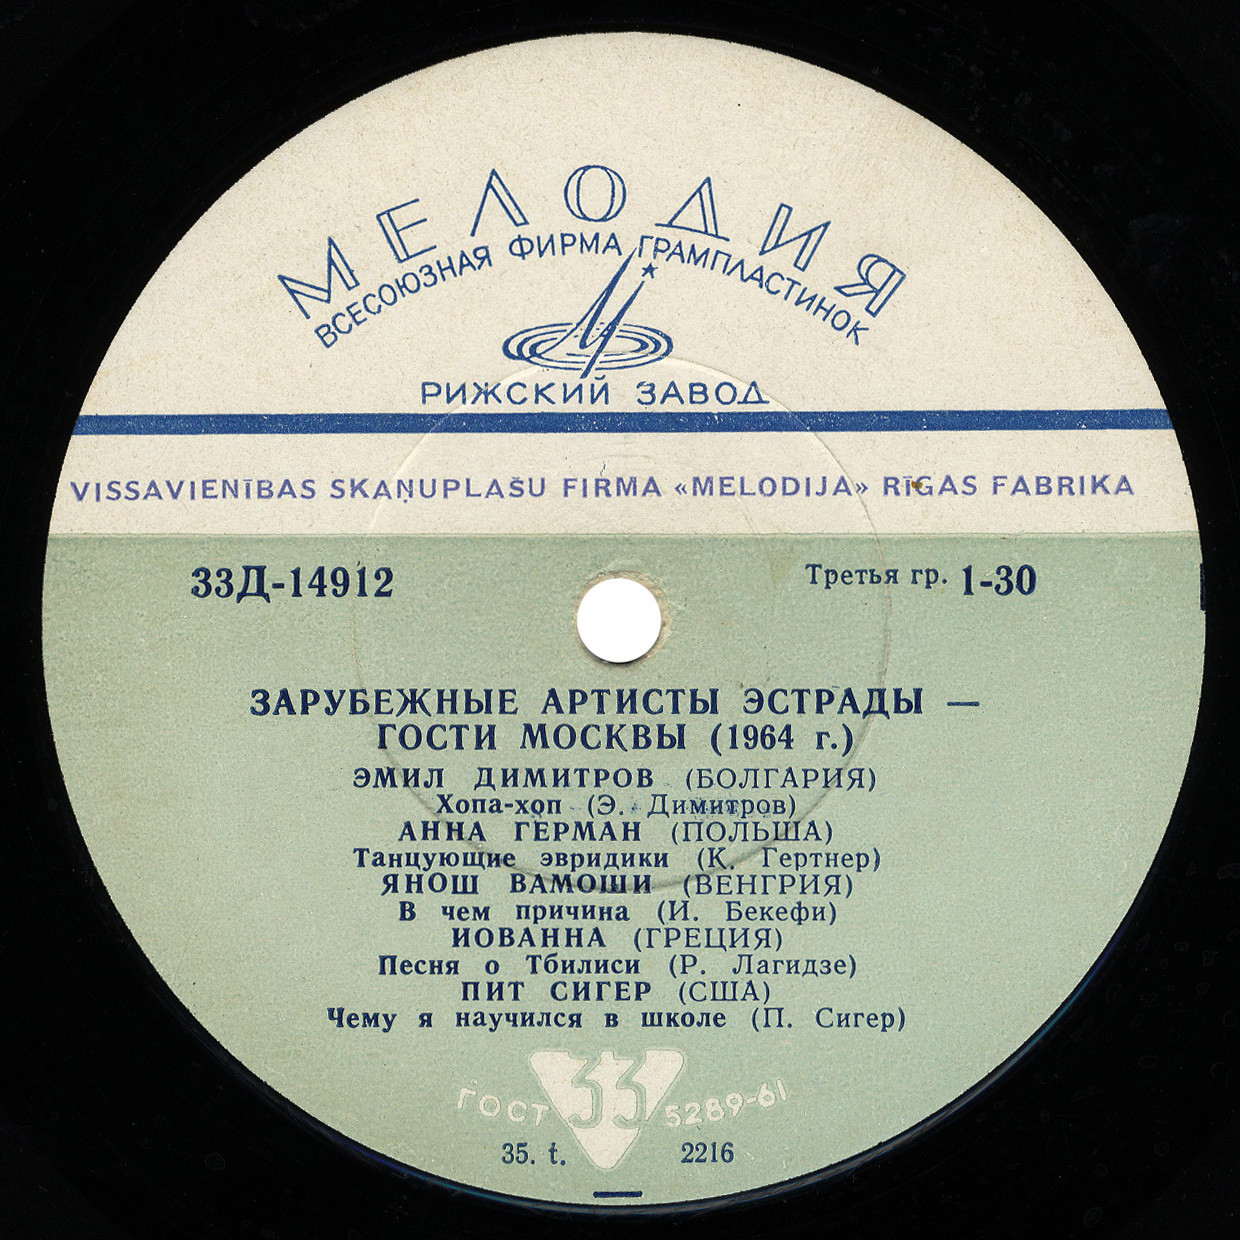 МЕЛОДИЯ
ВСЕСОЮЗНАЯ ФИРМА ГРАМПЛАСТИНОК
РИЖСКИЙ ЗАВОД
VISSAVIENĪBAS SKAŅUPLAŠU FIRMA «MELODIJA» RĪGAS FABRIKA
33Д-14912
Третья гр. 1-30
ЗАРУБЕЖНЫЕ АРТИСТЫ ЭСТРАДЫ —
ГОСТИ МОСКВЫ (1964 г.)
ЭМИЛ ДИМИТРОВ (БОЛГАРИЯ)
Хопа-хоп (Э. Димитров)
АННА ГЕРМАН (ПОЛЬША)
Танцующие эвридики (К. Гертнер)
ЯНОШ ВАМОШИ (ВЕНГРИЯ)
В чем причина (И. Бекефи)
ИОВАННА (ГРЕЦИЯ)
Песня о Тбилиси (Р. Лагидзе)
ПИТ СИГЕР (США)
Чему я научился в школе (П. Сигер)
ГОСТ 33 5289-61
35. t. 2216